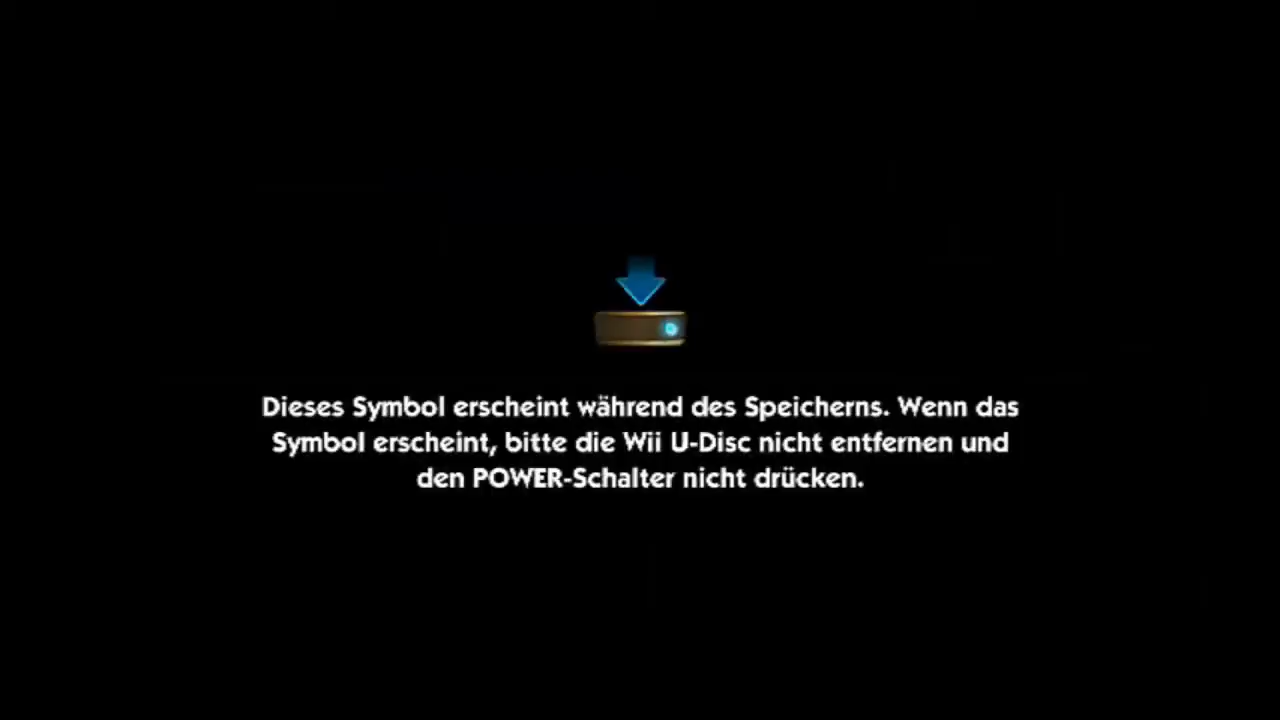 Dieses Symbol erscheint während des Speicherns. Wenn das
Symbol erscheint, bitte die Wii U-Disc nicht entfernen und
den POWER-Schalter nicht drücken.